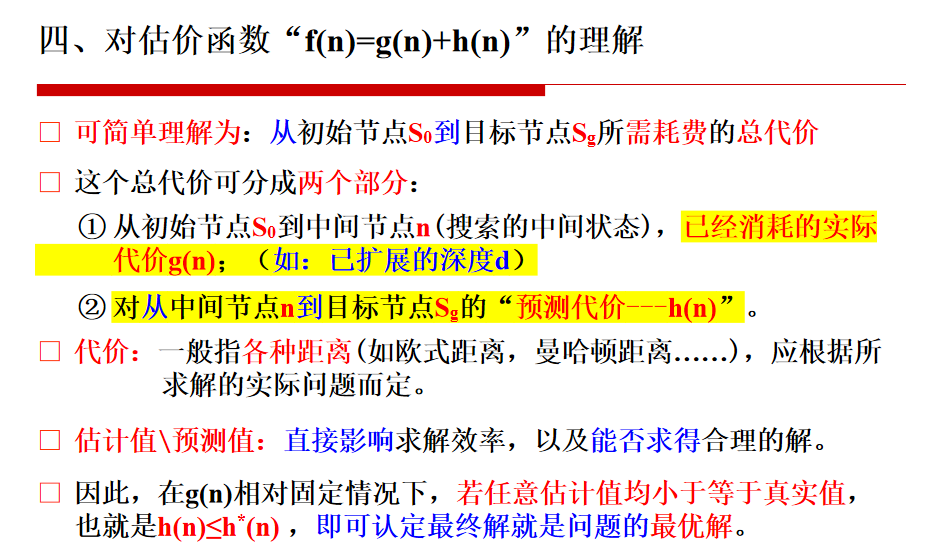 四、对估价函数“f(n)=g(n)+h(n)”的理解
□ 可简单理解为：从初始节点S₀到目标节点Sg所需耗费的总代价
□ 这个总代价可分成两个部分：
① 从初始节点S₀到中间节点n(搜索的中间状态)，已经消耗的实际
代价g(n)；（如：已扩展的深度d）
② 对从中间节点n到目标节点Sg的“预测代价---h(n)”。
□ 代价：一般指各种距离(如欧式距离，曼哈顿距离……)，应根据所
求解的实际问题而定。
□ 估计值\预测值：直接影响求解效率，以及能否求得合理的解。
□ 因此，在g(n)相对固定情况下，若任意估计值均小于等于真实值，
也就是h(n)≤h*(n) ，即可认定最终解就是问题的最优解。